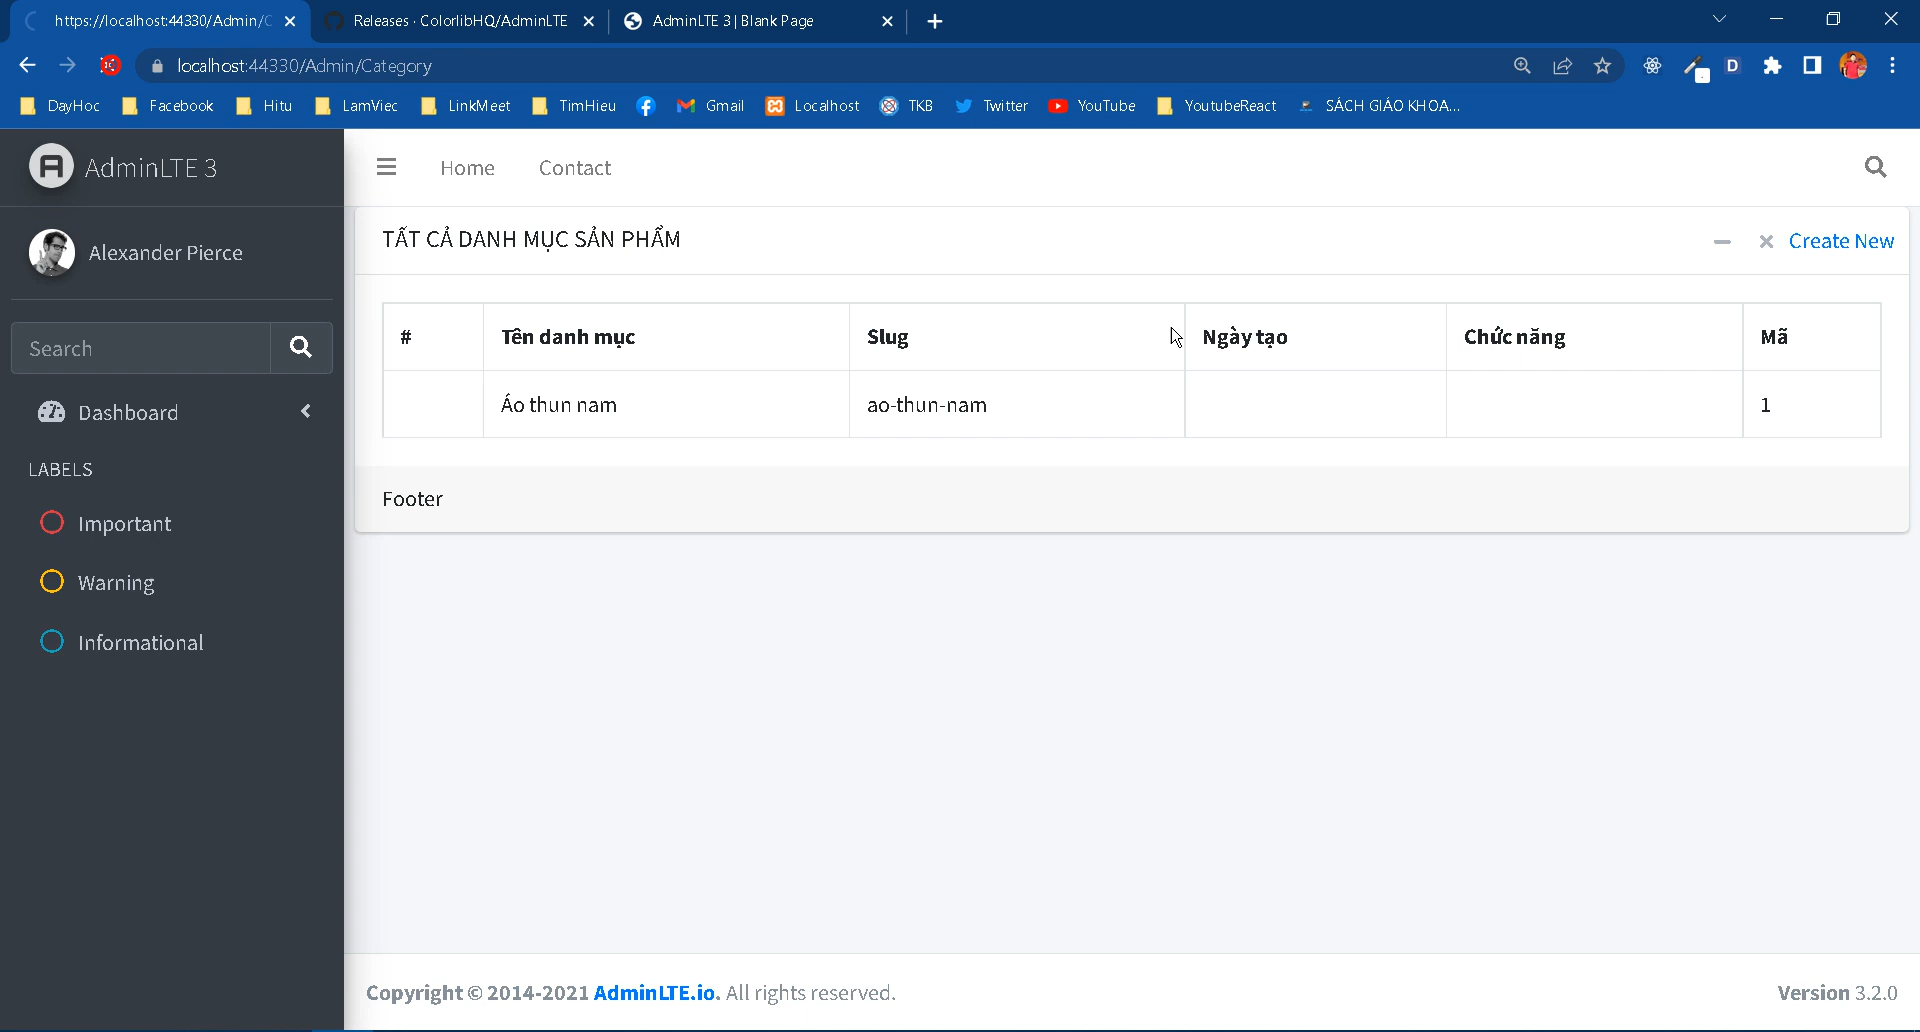 https://localhost:44330/Admin/C
Releases · ColorlibHQ/AdminLTE
AdminLTE 3 | Blank Page
localhost:44330/Admin/Category
D
DayHoc
Facebook
Hitu
LamViec
LinkMeet
TimHieu
Gmail
Localhost
TKB
Twitter
YouTube
YoutubeReact
SÁCH GIÁO KHOA...
AdminLTE 3
Home
Contact
Alexander Pierce
Search
Dashboard
LABELS
Important
Warning
Informational
TẤT CẢ DANH MỤC SẢN PHẨM
Create New
# Tên danh mục Slug Ngày tạo Chức năng Mã
Áo thun nam ao-thun-nam 1
Footer
Copyright © 2014-2021 AdminLTE.io. All rights reserved.
Version 3.2.0